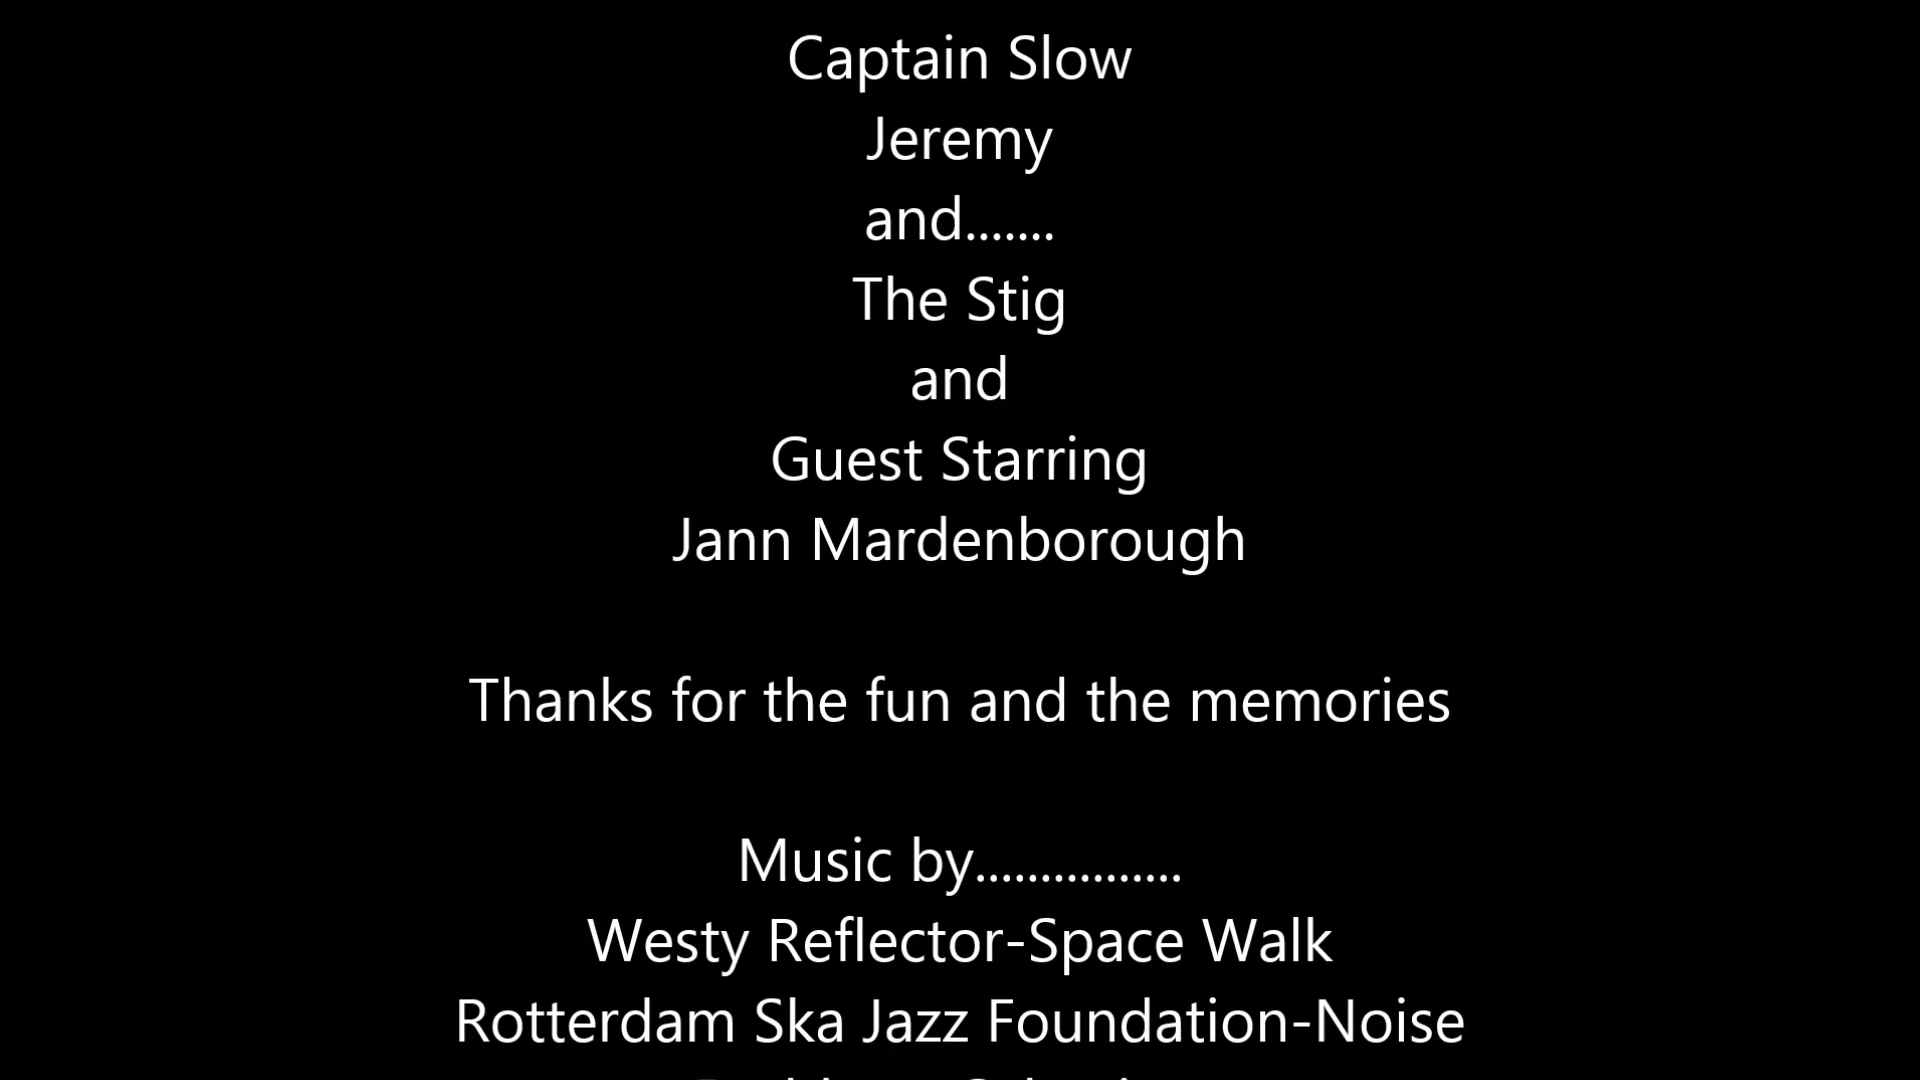 Captain Slow
Jeremy
and.......
The Stig
and
Guest Starring
Jann Mardenborough
Thanks for the fun and the memories
Music by................
Westy Reflector-Space Walk
Rotterdam Ska Jazz Foundation-Noise